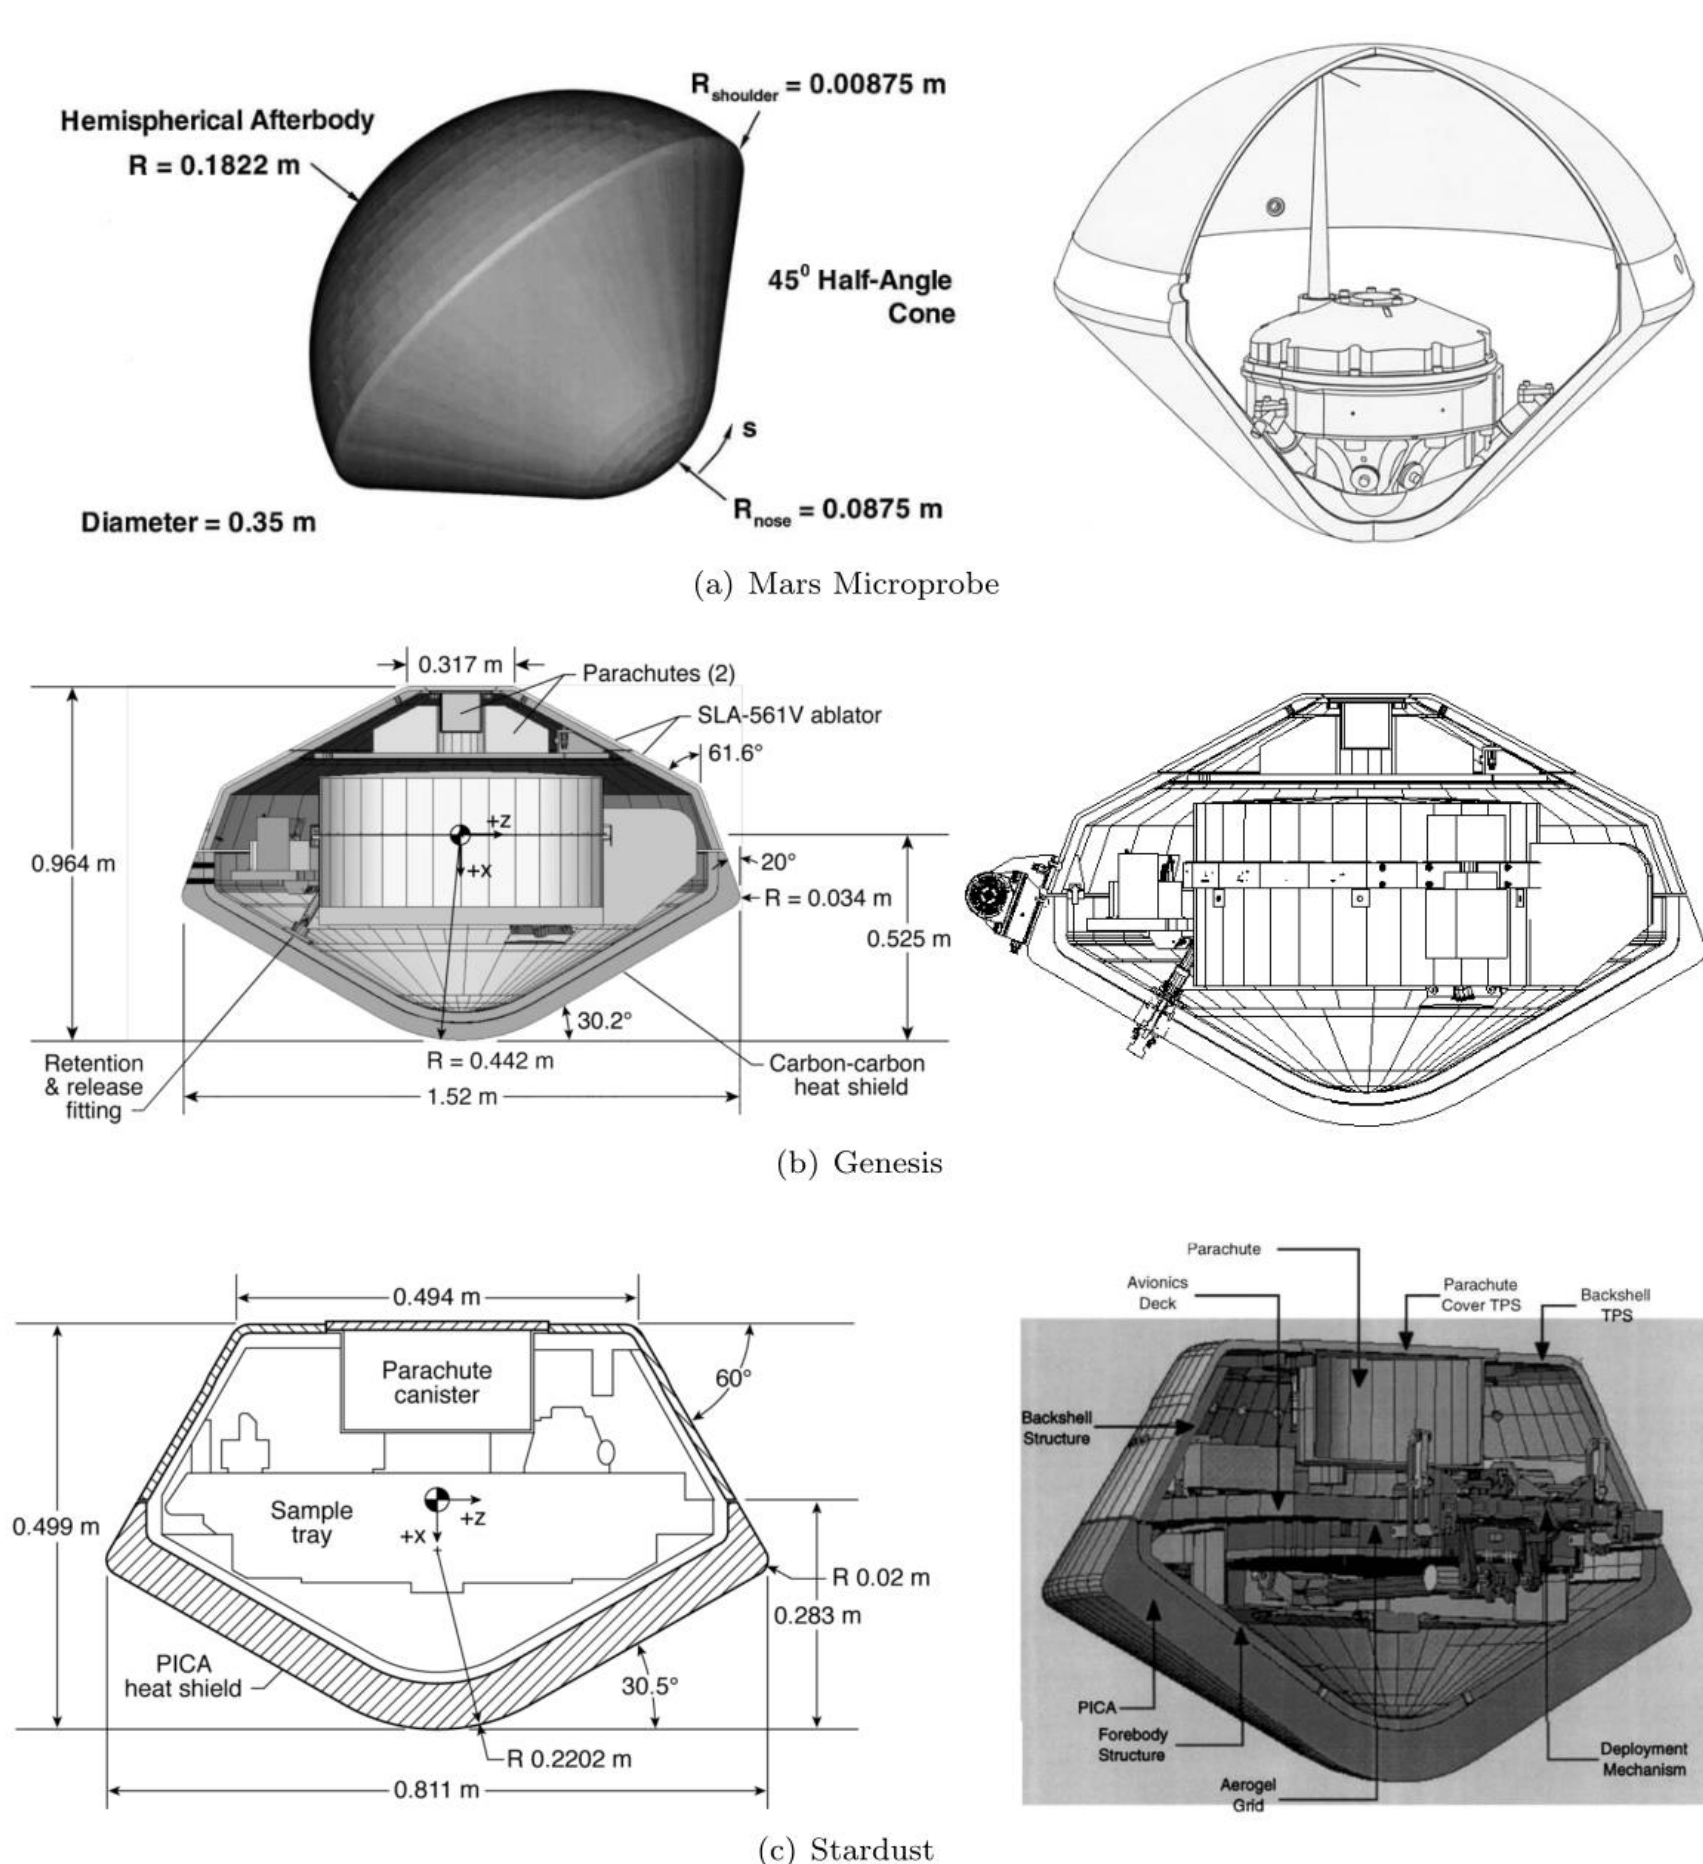 Hemispherical Afterbody
R = 0.1822 m
Rshoulder = 0.00875 m
45⁰ Half-Angle
Cone
s
Rnose = 0.0875 m
Diameter = 0.35 m
(a) Mars Microprobe
0.317 m
Parachutes (2)
SLA-561V ablator
61.6°
+z
+x
0.964 m
20°
R = 0.034 m
0.525 m
30.2°
Retention
& release
fitting
R = 0.442 m
Carbon-carbon
heat shield
1.52 m
(b) Genesis
0.494 m
Parachute
canister
60°
Sample
tray
+z
+x
0.499 m
R 0.02 m
0.283 m
PICA
heat shield
30.5°
R 0.2202 m
0.811 m
Parachute
Avionics
Deck
Parachute
Cover TPS
Backshell
TPS
Backshell
Structure
PICA
Forebody
Structure
Aerogel
Grid
Deployment
Mechanism
(c) Stardust